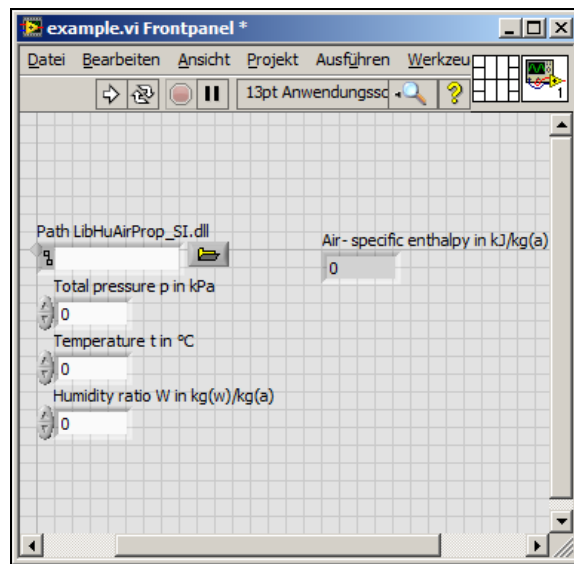 example.vi Frontpanel *
Datei Bearbeiten Ansicht Projekt Ausführen Werkzeu
13pt Anwendungssc
1
Path LibHuAirProp_SI.dll
Air- specific enthalpy in kJ/kg(a)
0
Total pressure p in kPa
0
Temperature t in °C
0
Humidity ratio W in kg(w)/kg(a)
0